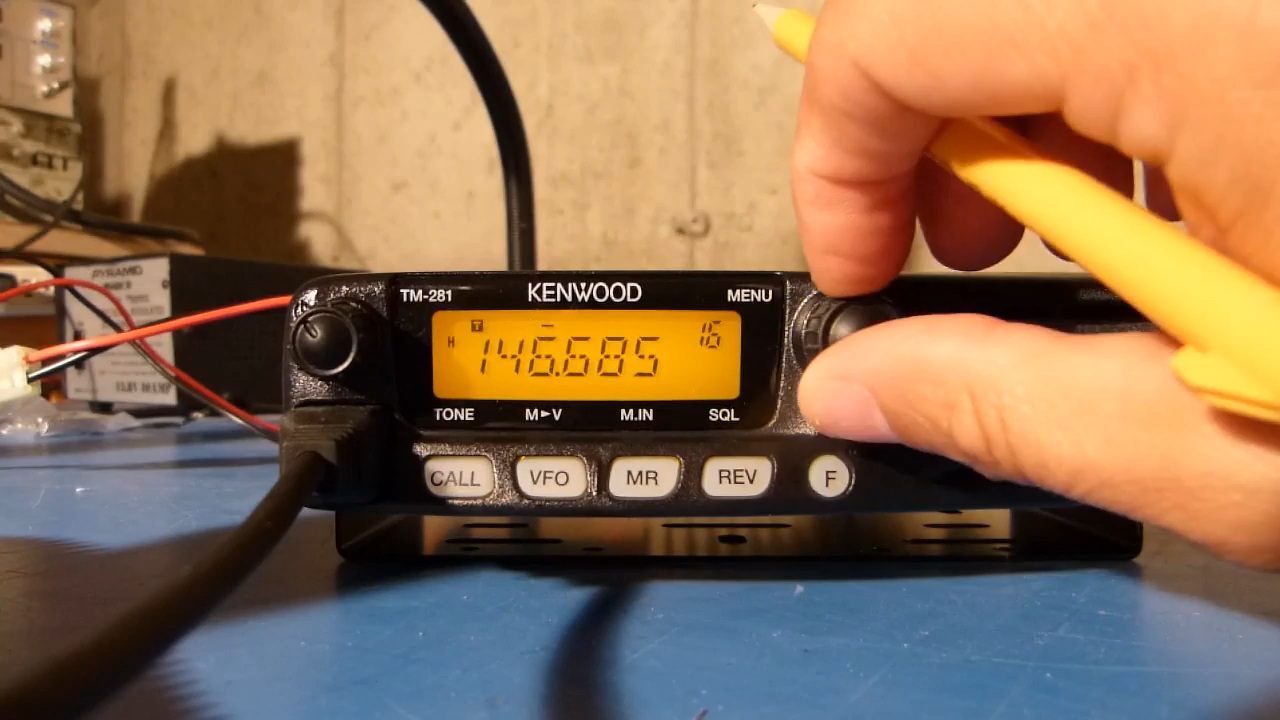 PYRAMID
TM-281 KENWOOD MENU
T – 16
H 146.685
TONE M►V M.IN SQL
CALL VFO MR REV F